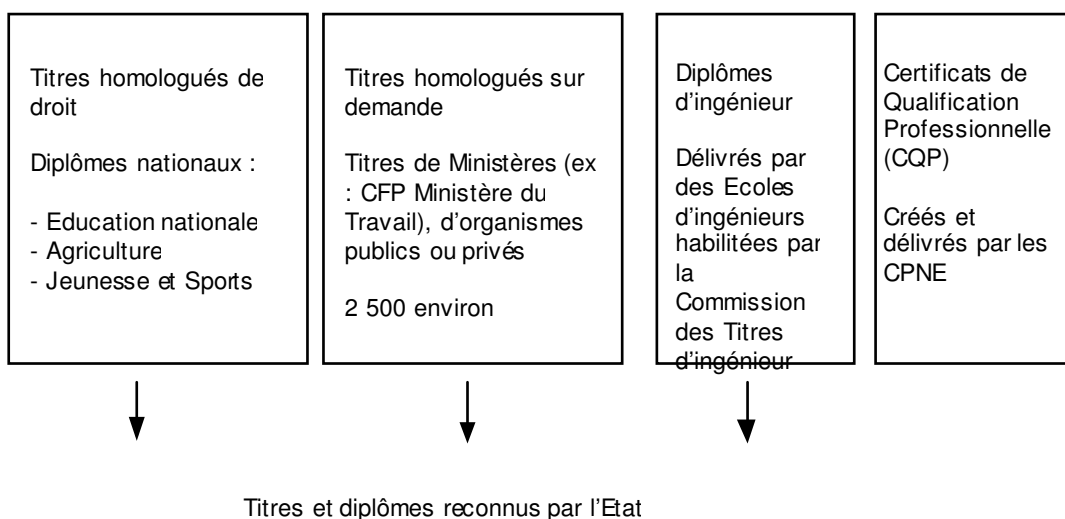 Titres homologués de
droit
Diplômes nationaux :
- Education nationale
- Agriculture
- Jeunesse et Sports
Titres homologués sur
demande
Titres de Ministères (ex
: CFP Ministère du
Travail), d'organismes
publics ou privés
2 500 environ
Diplômes
d'ingénieur
Délivrés par
des Ecoles
d'ingénieurs
habilitées par
la
Commission
des Titres
d'ingénieur
Certificats de
Qualification
Professionnelle
(CQP)
Créés et
délivrés par les
CPNE
Titres et diplômes reconnus par l'Etat